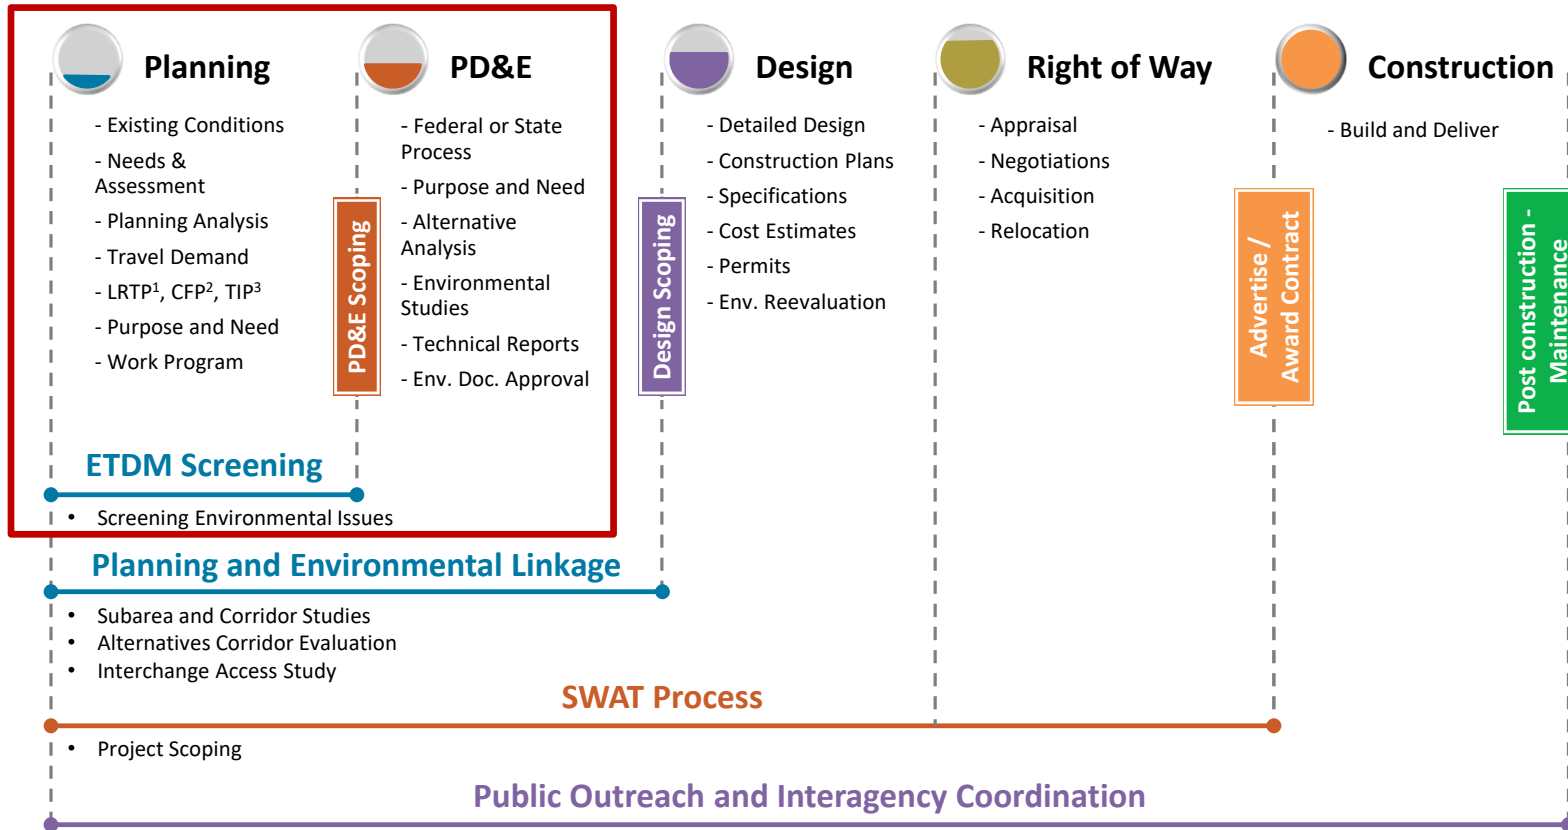 Planning
- Existing Conditions
- Needs &
Assessment
- Planning Analysis
- Travel Demand
- LRTP¹, CFP², TIP³
- Purpose and Need
- Work Program
PD&E Scoping
PD&E
- Federal or State
Process
- Purpose and Need
- Alternative
Analysis
- Environmental
Studies
- Technical Reports
- Env. Doc. Approval
Design Scoping
Design
- Detailed Design
- Construction Plans
- Specifications
- Cost Estimates
- Permits
- Env. Reevaluation
Right of Way
- Appraisal
- Negotiations
- Acquisition
- Relocation
Advertise /
Award Contract
Construction
- Build and Deliver
Post construction -
Maintenance
ETDM Screening
• Screening Environmental Issues
Planning and Environmental Linkage
• Subarea and Corridor Studies
• Alternatives Corridor Evaluation
• Interchange Access Study
SWAT Process
• Project Scoping
Public Outreach and Interagency Coordination